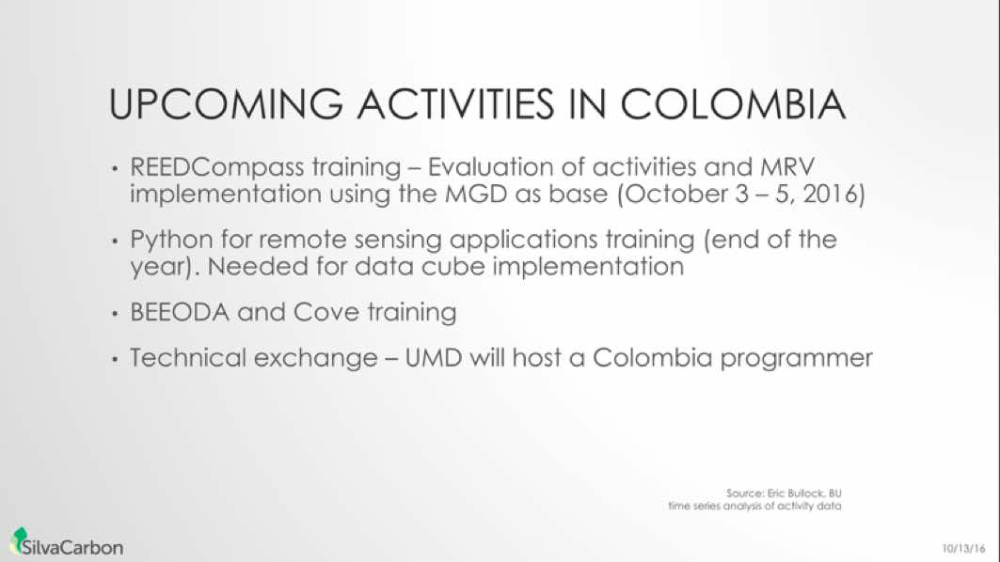 UPCOMING ACTIVITIES IN COLOMBIA
• REEDCompass training – Evaluation of activities and MRV
implementation using the MGD as base (October 3 – 5, 2016)
• Python for remote sensing applications training (end of the
year). Needed for data cube implementation
• BEEODA and Cove training
• Technical exchange – UMD will host a Colombia programmer
Source: Eric Bullock, BU
time series analysis of activity data
SilvaCarbon
10/13/16